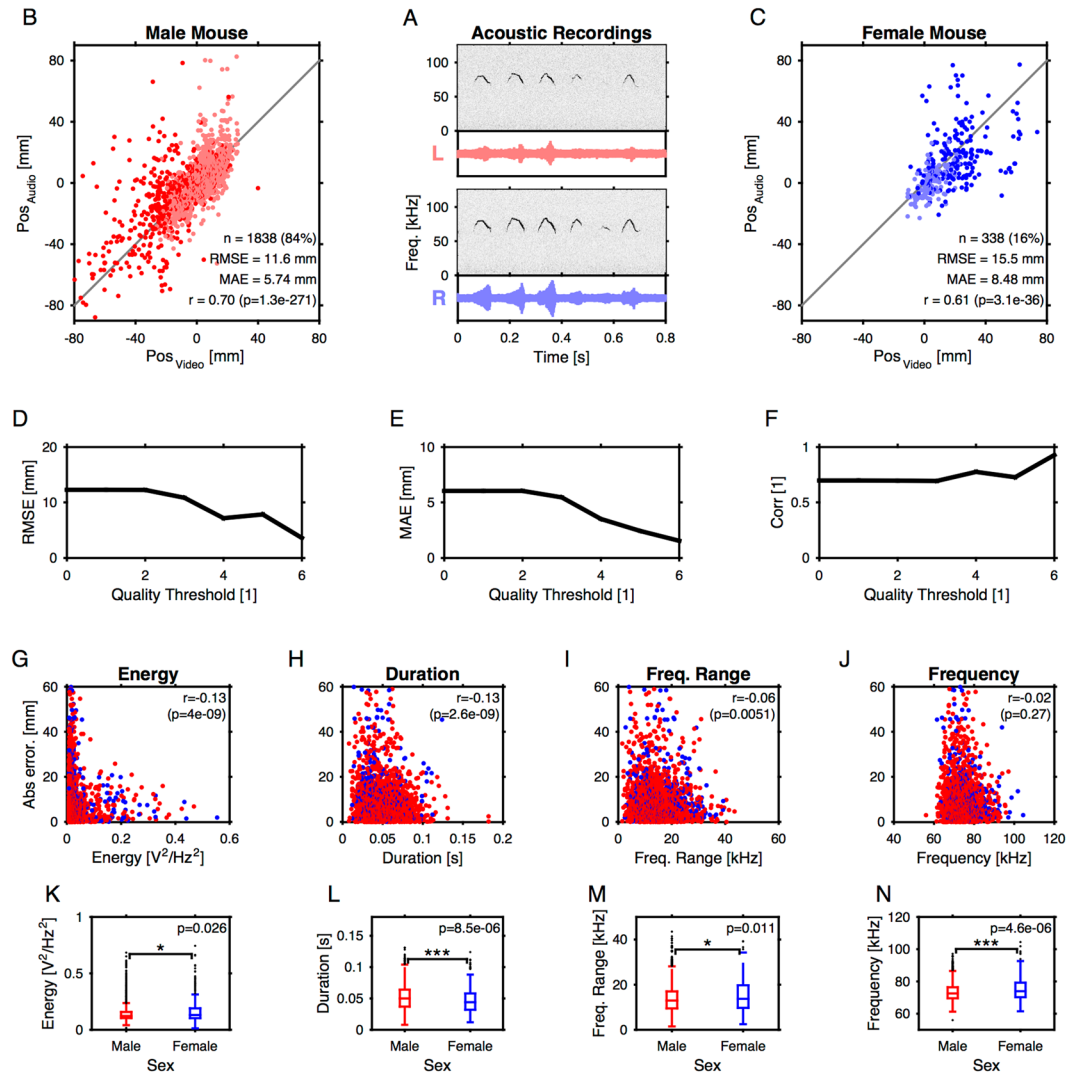 B
Male Mouse
80
40
0
-40
-80
Pos Audio [mm]
n = 1838 (84%)
RMSE = 11.6 mm
MAE = 5.74 mm
r = 0.70 (p=1.3e-271)
-80 -40 0 40 80
Pos Video [mm]
A
Acoustic Recordings
100
50
0
L
100
50
0
Freq. [kHz]
R
0 0.2 0.4 0.6 0.8
Time [s]
C
Female Mouse
80
40
0
-40
-80
Pos Audio [mm]
n = 338 (16%)
RMSE = 15.5 mm
MAE = 8.48 mm
r = 0.61 (p=3.1e-36)
-80 -40 0 40 80
Pos Video [mm]
D
20
10
0
RMSE [mm]
0 2 4 6
Quality Threshold [1]
E
10
5
0
MAE [mm]
0 2 4 6
Quality Threshold [1]
F
1
0.5
0
Corr [1]
0 2 4 6
Quality Threshold [1]
G
Energy
60
40
20
0
Abs error. [mm]
r=-0.13
(p=4e-09)
0 0.2 0.4 0.6
Energy [V2/Hz2]
H
Duration
60
40
20
0
r=-0.13
(p=2.6e-09)
0 0.05 0.1 0.15 0.2
Duration [s]
I
Freq. Range
60
40
20
0
r=-0.06
(p=0.0051)
0 20 40 60
Freq. Range [kHz]
J
Frequency
60
40
20
0
r=-0.02
(p=0.27)
40 60 80 100 120
Frequency [kHz]
K
1
0.5
0
Energy [V2/Hz2]
p=0.026
*
Male Female
Sex
L
0.15
0.1
0.05
0
Duration [s]
p=8.5e-06
***
Male Female
Sex
M
40
20
0
Freq. Range [kHz]
p=0.011
*
Male Female
Sex
N
120
100
80
60
Frequency [kHz]
p=4.6e-06
***
Male Female
Sex